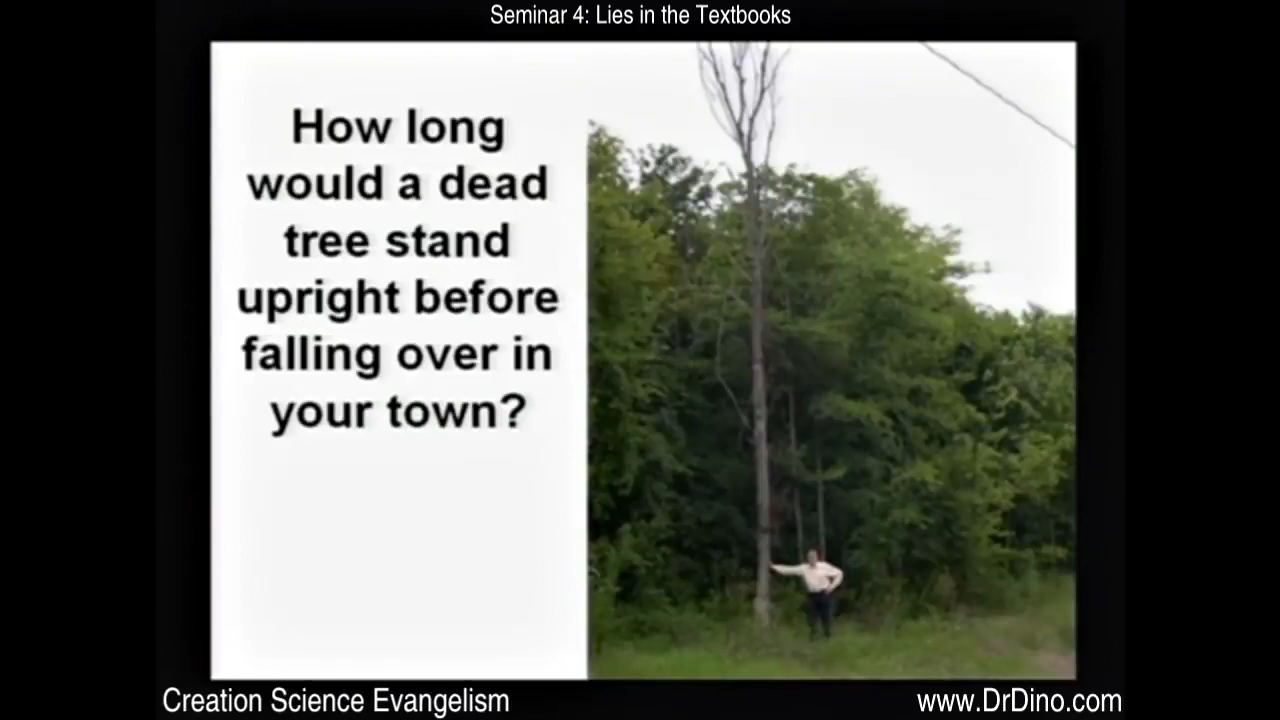 Seminar 4: Lies in the Textbooks
How long
would a dead
tree stand
upright before
falling over in
your town?
Creation Science Evangelism
www.DrDino.com